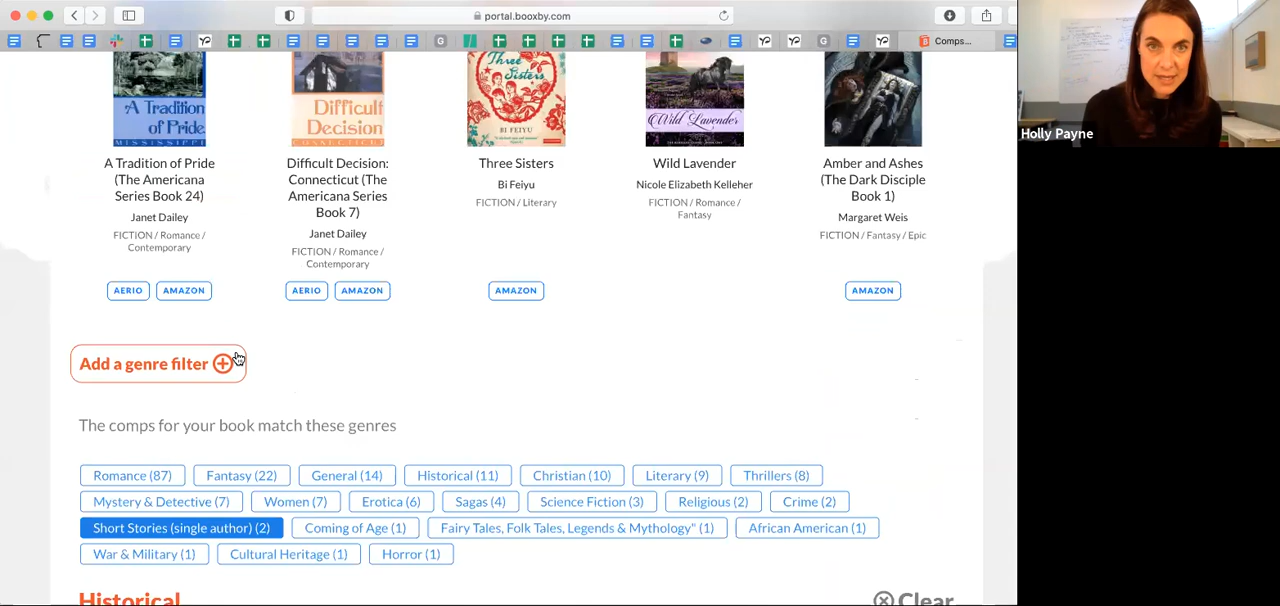 portal.booxby.com
Comps...
Holly Payne
A Tradition
of Pride
MISSISSIPPI
Difficult
Decision
CONNECTICUT
Three
Sisters
BI FEIYU
Wild Lavender
A Tradition of Pride
(The Americana
Series Book 24)
Janet Dailey
FICTION / Romance /
Contemporary
AERIO AMAZON
Difficult Decision:
Connecticut (The
Americana Series
Book 7)
Janet Dailey
FICTION / Romance /
Contemporary
AERIO AMAZON
Three Sisters
Bi Feiyu
FICTION / Literary
AMAZON
Wild Lavender
Nicole Elizabeth Kelleher
FICTION / Romance /
Fantasy
Amber and Ashes
(The Dark Disciple
Book 1)
Margaret Weis
FICTION / Fantasy / Epic
AMAZON
Add a genre filter
The comps for your book match these genres
Romance (87) Fantasy (22) General (14) Historical (11) Christian (10) Literary (9) Thrillers (8)
Mystery & Detective (7) Women (7) Erotica (6) Sagas (4) Science Fiction (3) Religious (2) Crime (2)
Short Stories (single author) (2) Coming of Age (1) Fairy Tales, Folk Tales, Legends & Mythology" (1) African American (1)
War & Military (1) Cultural Heritage (1) Horror (1)
Historical Clear